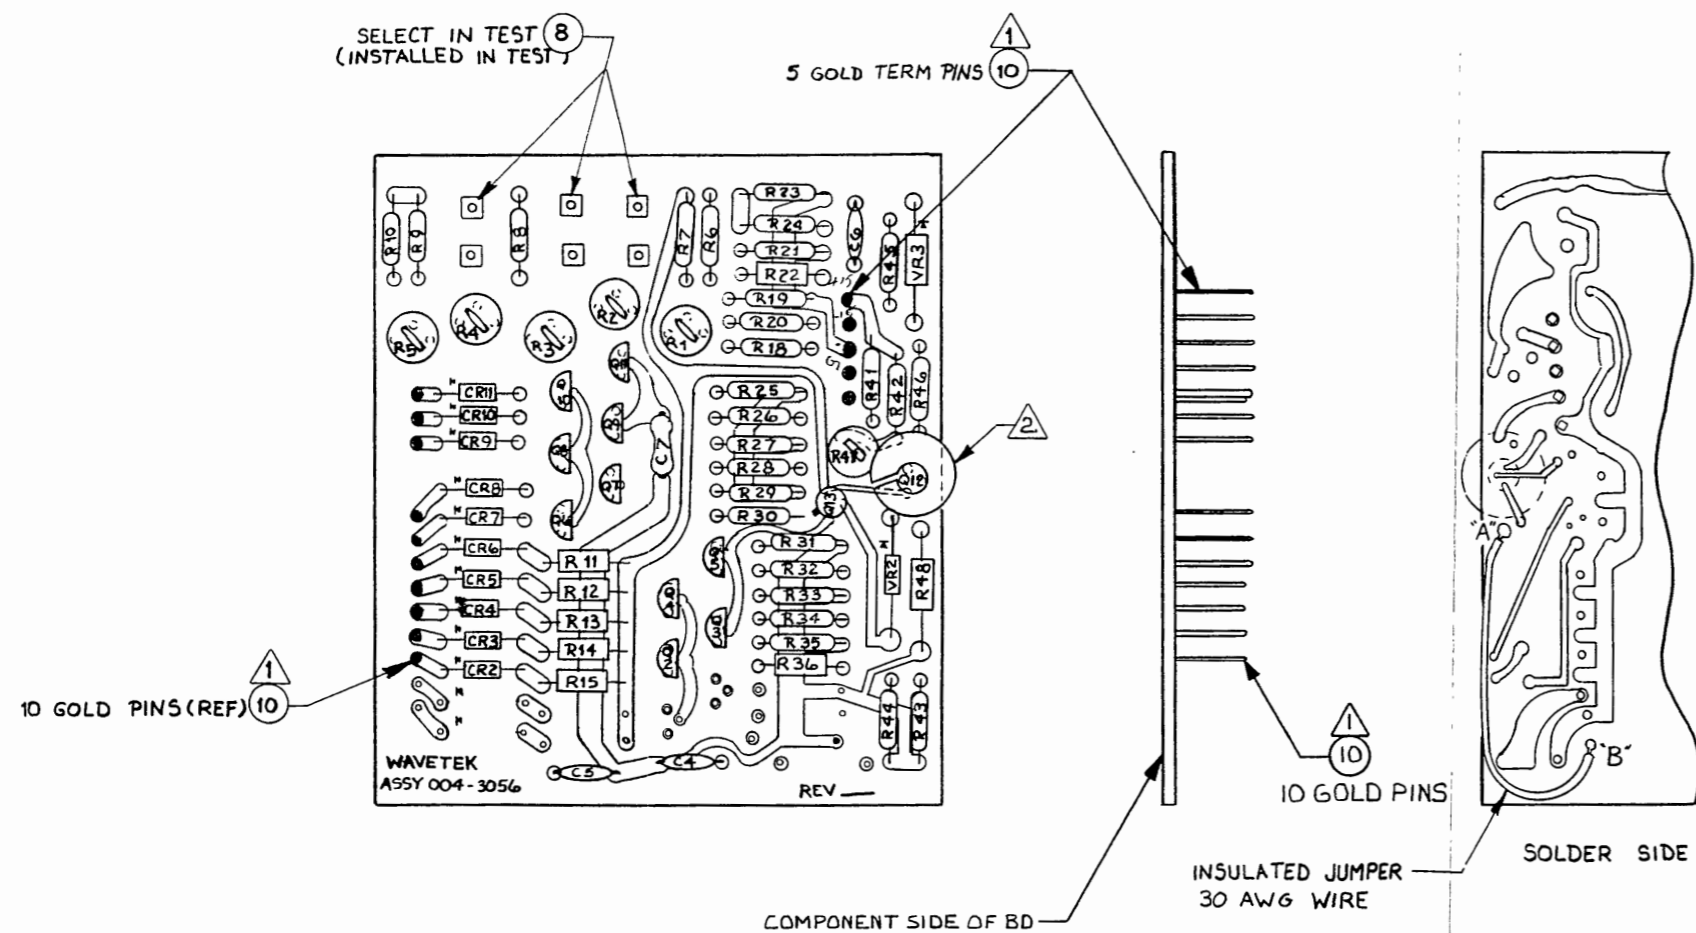 SELECT IN TEST 8
(INSTALLED IN TEST)
1
5 GOLD TERM PINS 10
R10
R9
R8
R7
R6
R23
R24
R21
R22
R19
R20
R18
C6
R45
VR3
+15
R5
R4
R3
R2
R1
R41
R42
R46
CR11
CR10
CR9
CR8
CR7
CR6
CR5
CR4
CR3
CR2
C7
R25
R26
R27
R28
R29
R30
Q13
Q12
2
R11
R12
R13
R14
R15
R31
R32
R33
R34
R35
R36
VR2
R48
R44
R43
C5
C4
1
10 GOLD PINS (REF) 10
WAVETEK
ASSY 004-3056
REV
1
10
10 GOLD PINS
"A"
"B"
SOLDER SIDE
INSULATED JUMPER
30 AWG WIRE
COMPONENT SIDE OF BD